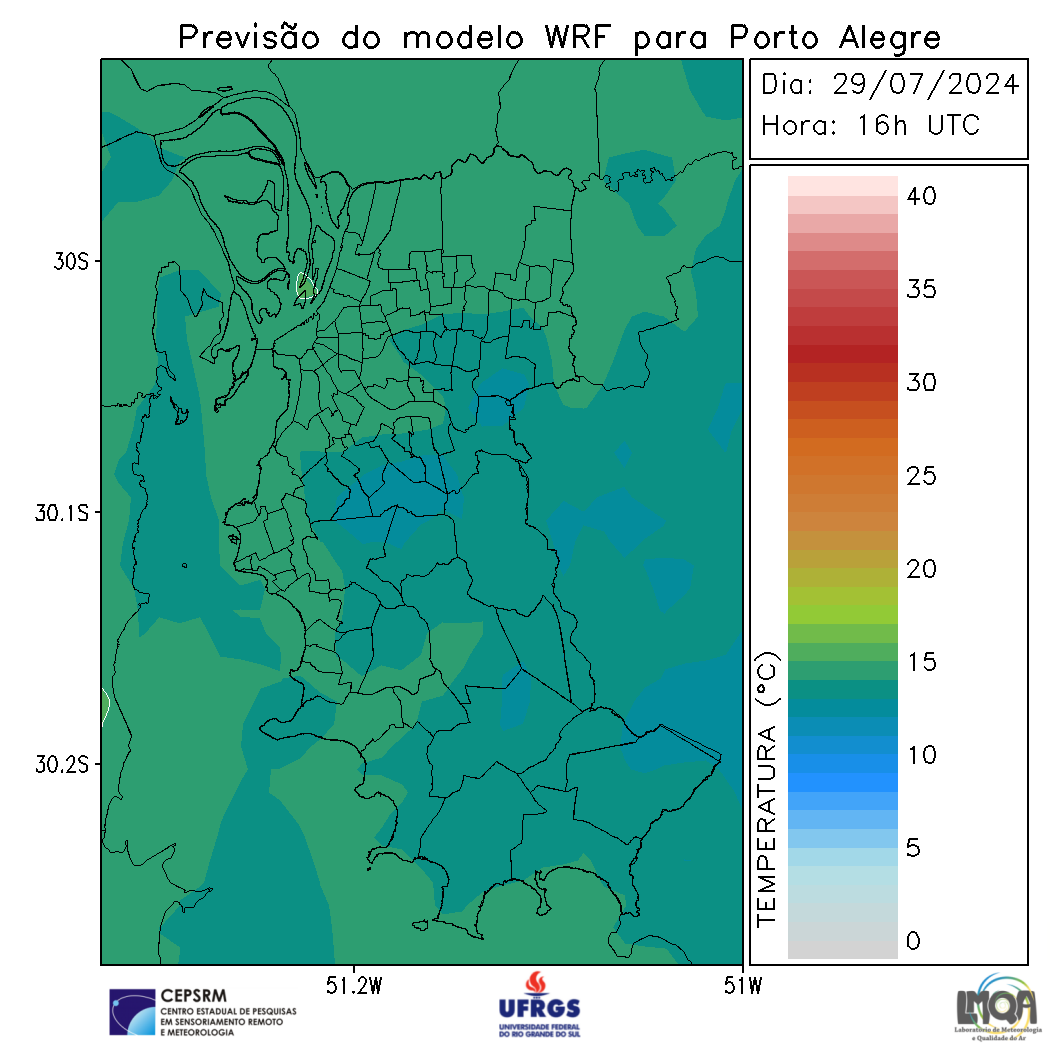 Previsão do modelo WRF para Porto Alegre
Dia: 29/07/2024
Hora: 16h UTC
30S
30.1S
30.2S
51.2W
51W
TEMPERATURA (°C)
40
35
30
25
20
15
10
5
0
CEPSRM
CENTRO ESTADUAL DE PESQUISAS
EM SENSORIAMENTO REMOTO
E METEOROLOGIA
UFRGS
UNIVERSIDADE FEDERAL
DO RIO GRANDE DO SUL
LMQA
Laboratório de Meteorologia
e Qualidade do Ar